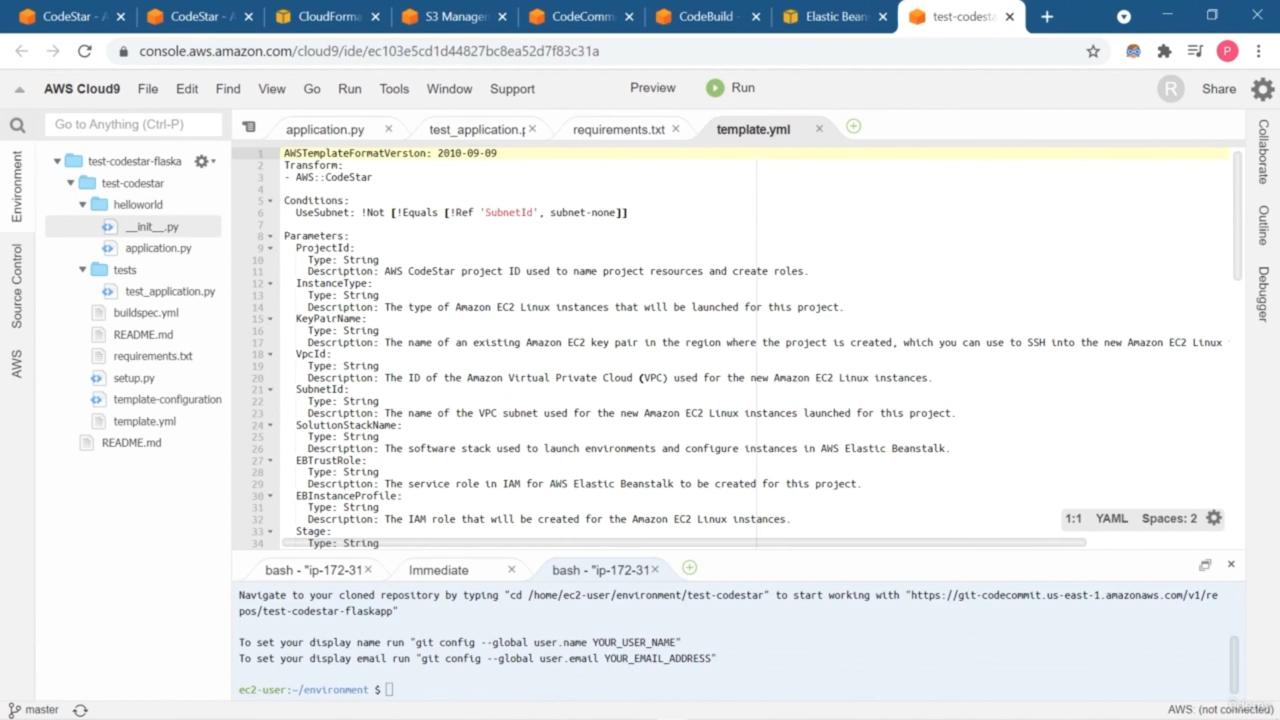 CodeStar - A
CodeStar - A
CloudForma
S3 Manager
CodeComm
CodeBuild -
Elastic Bean
test-codesta
console.aws.amazon.com/cloud9/ide/ec103e5cd1d44827bc8ea52d7f83c31a
P
AWS Cloud9 File Edit Find View Go Run Tools Window Support Preview Run R Share
Go to Anything (Ctrl-P)
application.py
test_application.p
requirements.txt
template.yml
Environment
Source Control
AWS
test-codestar-flaska
test-codestar
helloworld
__init__.py
application.py
tests
test_application.py
buildspec.yml
README.md
requirements.txt
setup.py
template-configuration
template.yml
README.md
1 AWSTemplateFormatVersion: 2010-09-09
2 Transform:
3 - AWS::CodeStar
4
5 Conditions:
6 UseSubnet: !Not [!Equals [!Ref 'SubnetId', subnet-none]]
7
8 Parameters:
9 ProjectId:
10 Type: String
11 Description: AWS CodeStar project ID used to name project resources and create roles.
12 InstanceType:
13 Type: String
14 Description: The type of Amazon EC2 Linux instances that will be launched for this project.
15 KeyPairName:
16 Type: String
17 Description: The name of an existing Amazon EC2 key pair in the region where the project is created, which you can use to SSH into the new Amazon EC2 Linux
18 VpcId:
19 Type: String
20 Description: The ID of the Amazon Virtual Private Cloud (VPC) used for the new Amazon EC2 Linux instances.
21 SubnetId:
22 Type: String
23 Description: The name of the VPC subnet used for the new Amazon EC2 Linux instances launched for this project.
24 SolutionStackName:
25 Type: String
26 Description: The software stack used to launch environments and configure instances in AWS Elastic Beanstalk.
27 EBTrustRole:
28 Type: String
29 Description: The service role in IAM for AWS Elastic Beanstalk to be created for this project.
30 EBInstanceProfile:
31 Type: String
32 Description: The IAM role that will be created for the Amazon EC2 Linux instances.
33 Stage:
34 Type: String
1:1 YAML Spaces: 2
Collaborate
Outline
Debugger
bash - "ip-172-31
Immediate
bash - "ip-172-31
Navigate to your cloned repository by typing "cd /home/ec2-user/environment/test-codestar" to start working with "https://git-codecommit.us-east-1.amazonaws.com/v1/re
pos/test-codestar-flaskapp"
To set your display name run "git config --global user.name YOUR_USER_NAME"
To set your display email run "git config --global user.email YOUR_EMAIL_ADDRESS"
ec2-user:~/environment $
master
AWS: (not connected)